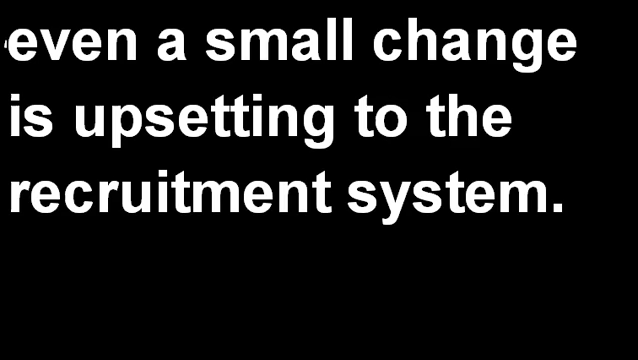 even a small change
is upsetting to the
recruitment system.